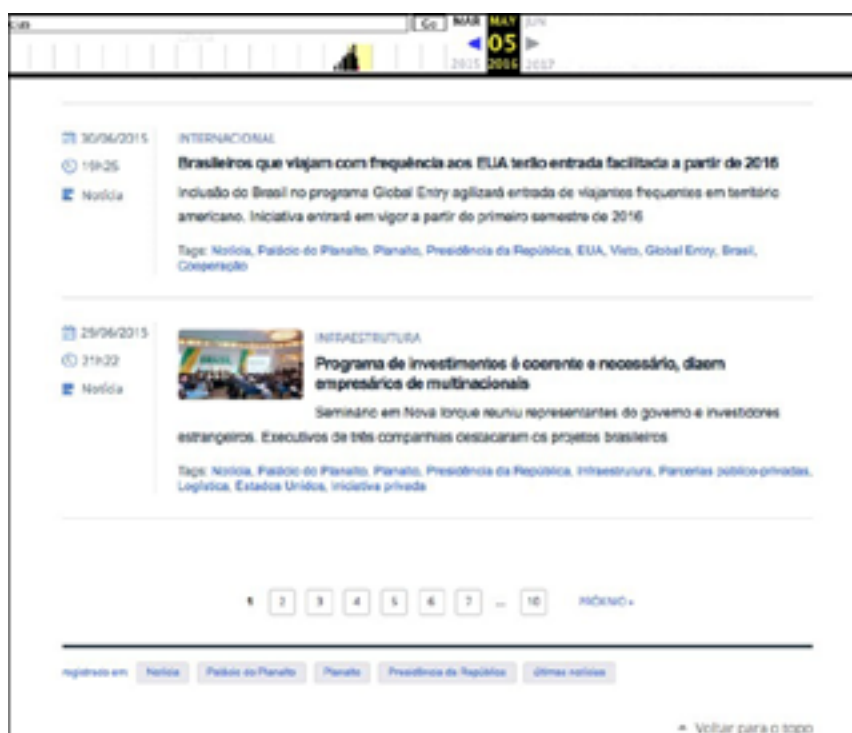 Go MAR MAY JUN
05
2015 2016 2017
30/06/2015
19h26
Notícia
INTERNACIONAL
Brasileiros que viajam com frequência aos EUA terão entrada facilitada a partir de 2016
Inclusão do Brasil no programa Global Entry agilizará entrada de viajantes frequentes em território
americano. Iniciativa entrará em vigor a partir do primeiro semestre de 2016
Tags: Notícia, Palácio do Planalto, Planalto, Presidência da República, EUA, Visto, Global Entry, Brasil,
Cooperação
29/06/2015
21h22
Notícia
BRASIL
INFRAESTRUTURA
Programa de investimentos é coerente e necessário, dizem
empresários de multinacionais
Seminário em Nova Iorque reuniu representantes do governo e investidores
estrangeiros. Executivos de três companhias destacaram os projetos brasileiros
Tags: Notícia, Palácio do Planalto, Planalto, Presidência da República, Infraestrutura, Parcerias público-privadas,
Logística, Estados Unidos, Iniciativa privada
1 2 3 4 5 6 7 ... 10 PRÓXIMO »
registrado em: Notícia Palácio do Planalto Planalto Presidência da República últimas notícias
Voltar para o topo